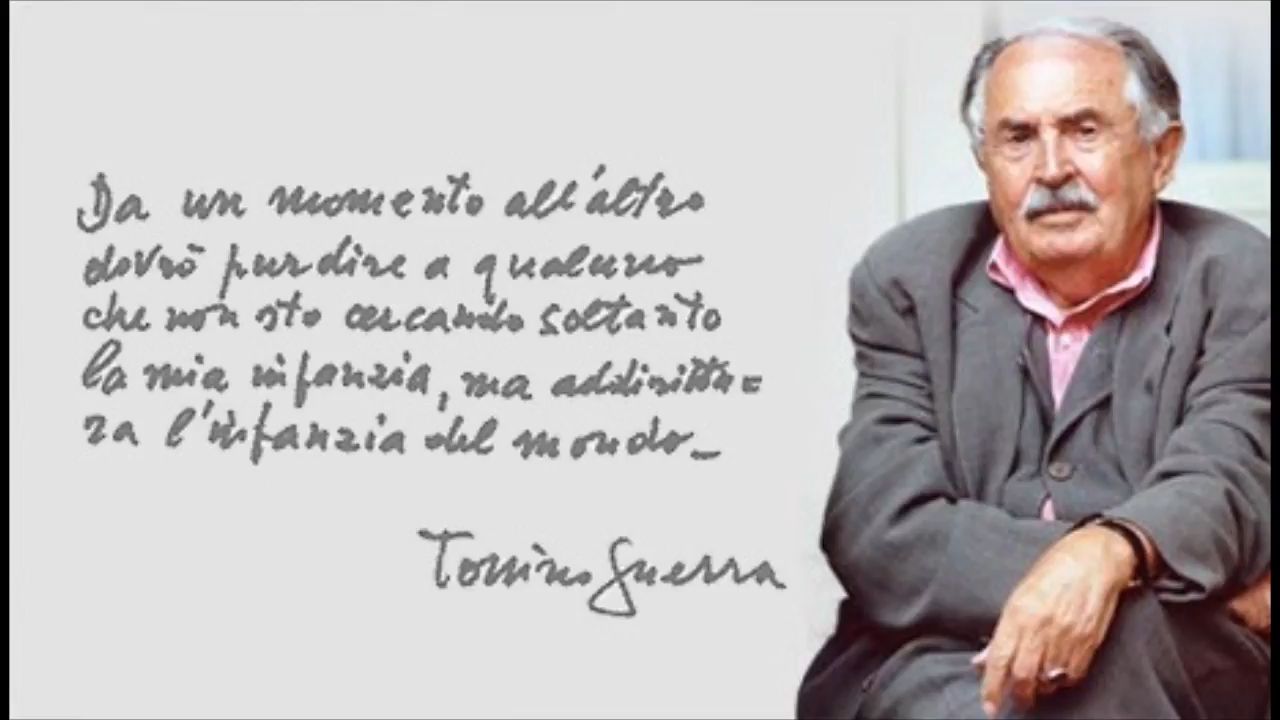 Da un momento all'altro
dovrò pur dire a qualcuno
che non sto cercando soltanto
la mia infanzia, ma addirittu=
ra l'infanzia del mondo_
Tonino Guerra